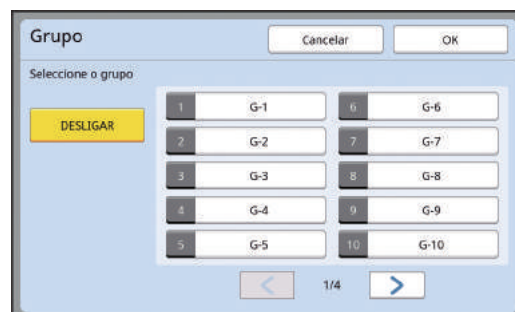 Grupo
Cancelar
OK
Seleccione o grupo
DESLIGAR
1 G-1
2 G-2
3 G-3
4 G-4
5 G-5
6 G-6
7 G-7
8 G-8
9 G-9
10 G-10
1/4